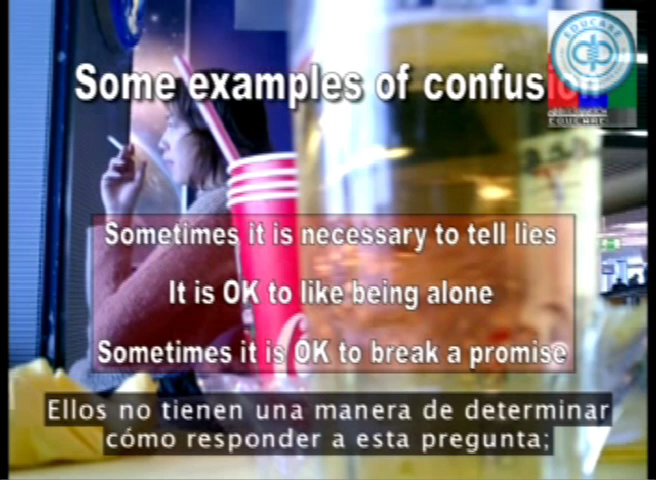 Some examples of confusion
EDUCARE
EDUCARE
Sometimes it is necessary to tell lies
It is OK to like being alone
Sometimes it is OK to break a promise
Ellos no tienen una manera de determinar
cómo responder a esta pregunta;